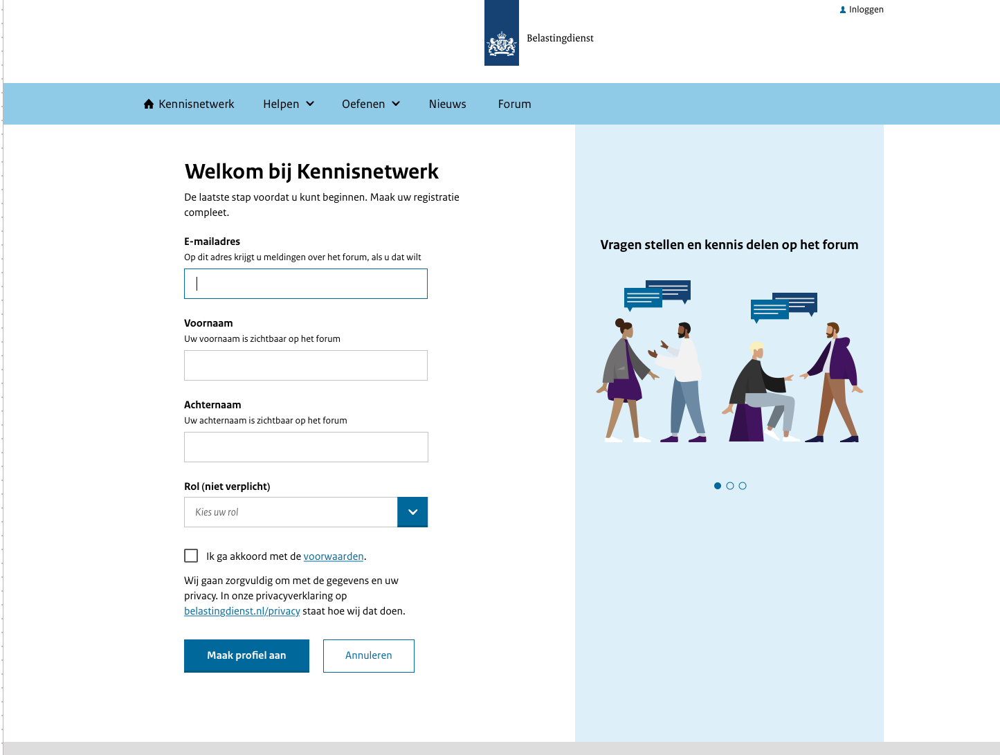 Inloggen
Belastingdienst
Kennisnetwerk Helpen Oefenen Nieuws Forum
Welkom bij Kennisnetwerk
De laatste stap voordat u kunt beginnen. Maak uw registratie
compleet.
E-mailadres
Op dit adres krijgt u meldingen over het forum, als u dat wilt
Voornaam
Uw voornaam is zichtbaar op het forum
Achternaam
Uw achternaam is zichtbaar op het forum
Rol (niet verplicht)
Kies uw rol
Ik ga akkoord met de voorwaarden.
Wij gaan zorgvuldig om met de gegevens en uw
privacy. In onze privacyverklaring op
belastingdienst.nl/privacy staat hoe wij dat doen.
Maak profiel aan
Annuleren
Vragen stellen en kennis delen op het forum